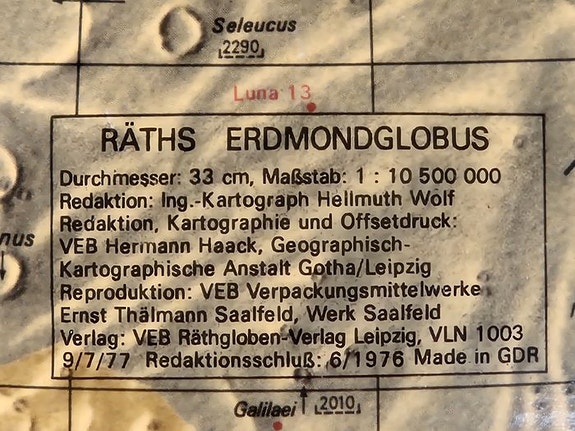 Seleucus
2290
Luna 13
RÄTHS ERDMONDGLOBUS
Durchmesser: 33 cm, Maßstab: 1 : 10 500 000
Redaktion: Ing.-Kartograph Hellmuth Wolf
Redaktion, Kartographie und Offsetdruck:
VEB Hermann Haack, Geographisch-
Kartographische Anstalt Gotha/Leipzig
nus
Reproduktion: VEB Verpackungsmittelwerke
Ernst Thälmann Saalfeld, Werk Saalfeld
Verlag: VEB Räthgloben-Verlag Leipzig, VLN 1003
9/7/77 Redaktionsschluß: 6/1976 Made in GDR
Galilaei 2010